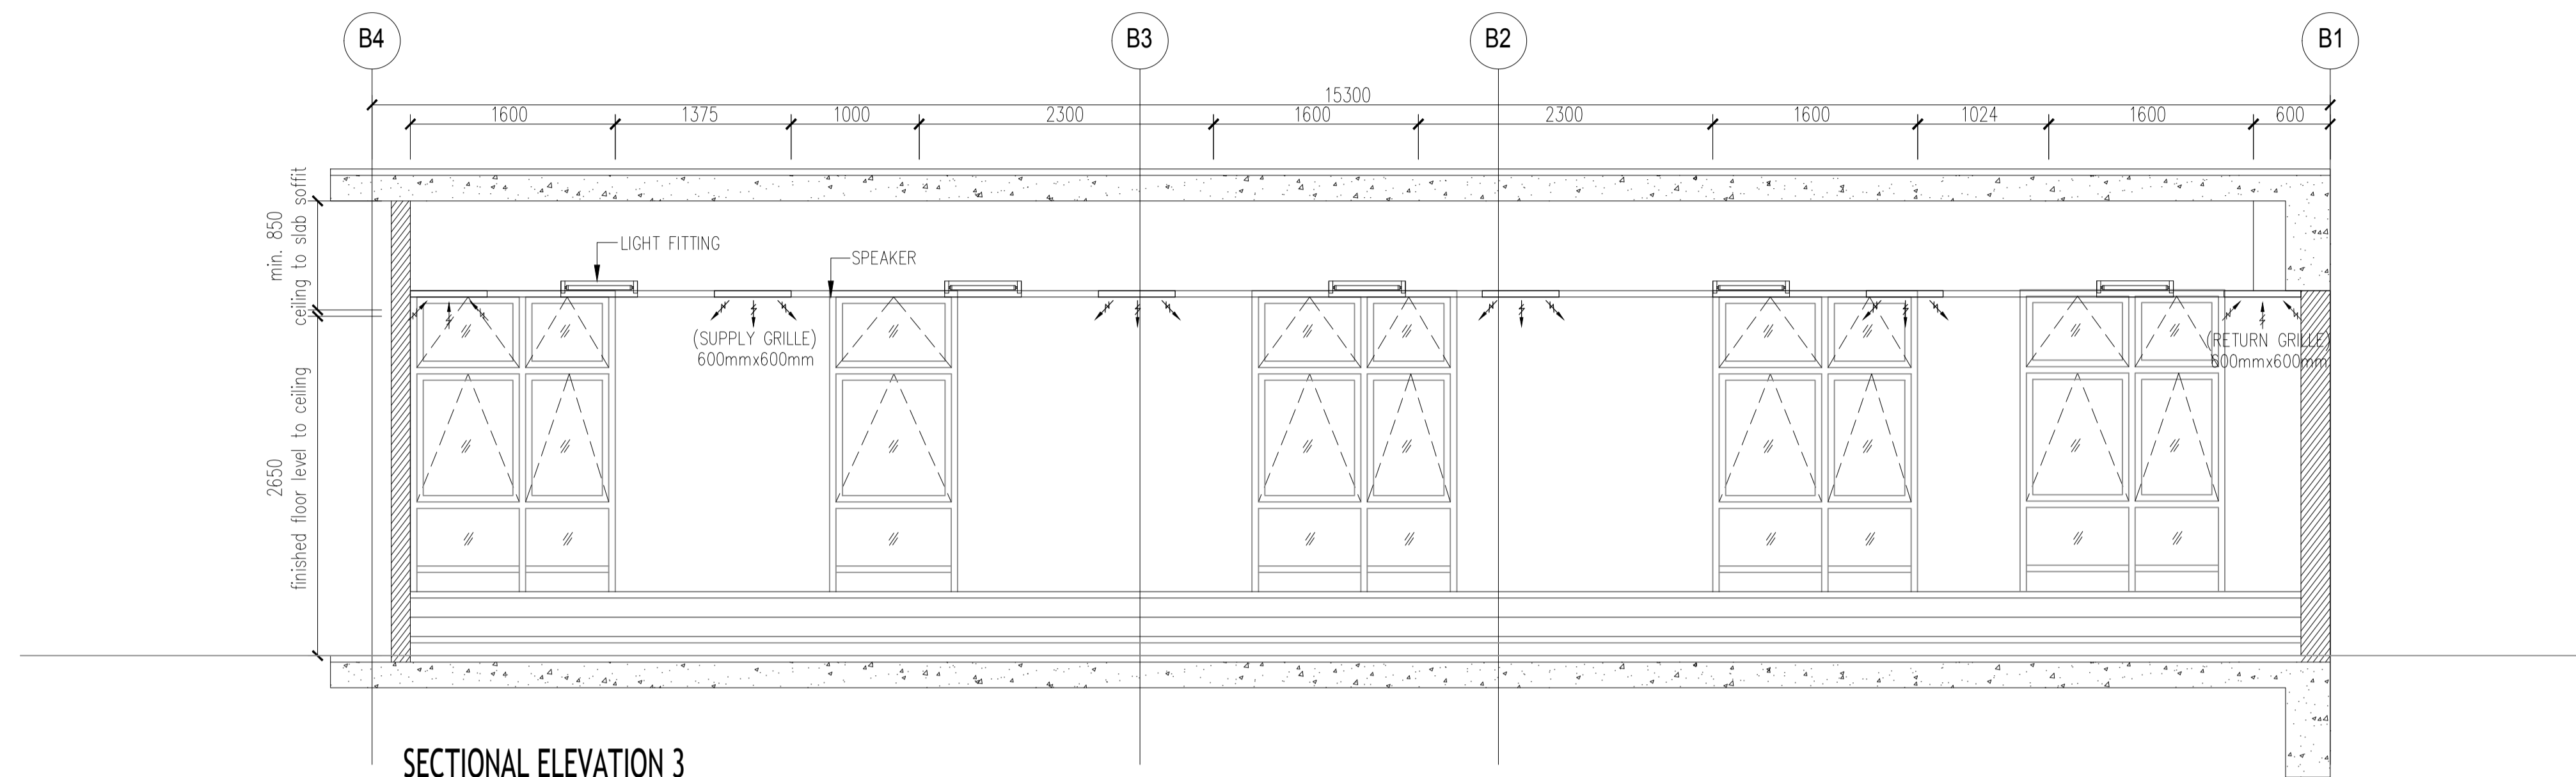 B4
B3
B2
B1
15300
1600
1375
1000
2300
1600
2300
1600
1024
1600
600
min. 850
ceiling to slab soffit
LIGHT FITTING
SPEAKER
(SUPPLY GRILLE)
600mmx600mm
(RETURN GRILLE)
600mmx600mm
2650
finished floor level to ceiling
SECTIONAL ELEVATION 3